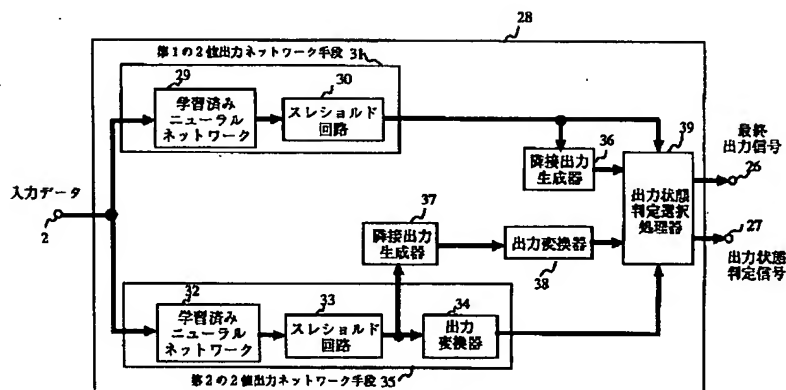 28
第1の2値出力ネットワーク手段 31
29
学習済み
ニューラル
ネットワーク
30
スレショルド
回路
36
隣接出力
生成器
39
出力状態
判定選択
処理器
最終
出力信号
26
27
出力状態
判定信号
入力データ
2
37
隣接出力
生成器
出力変換器
38
32
学習済み
ニューラル
ネットワーク
33
スレショルド
回路
34
出力
変換器
第2の2値出力ネットワーク手段 35